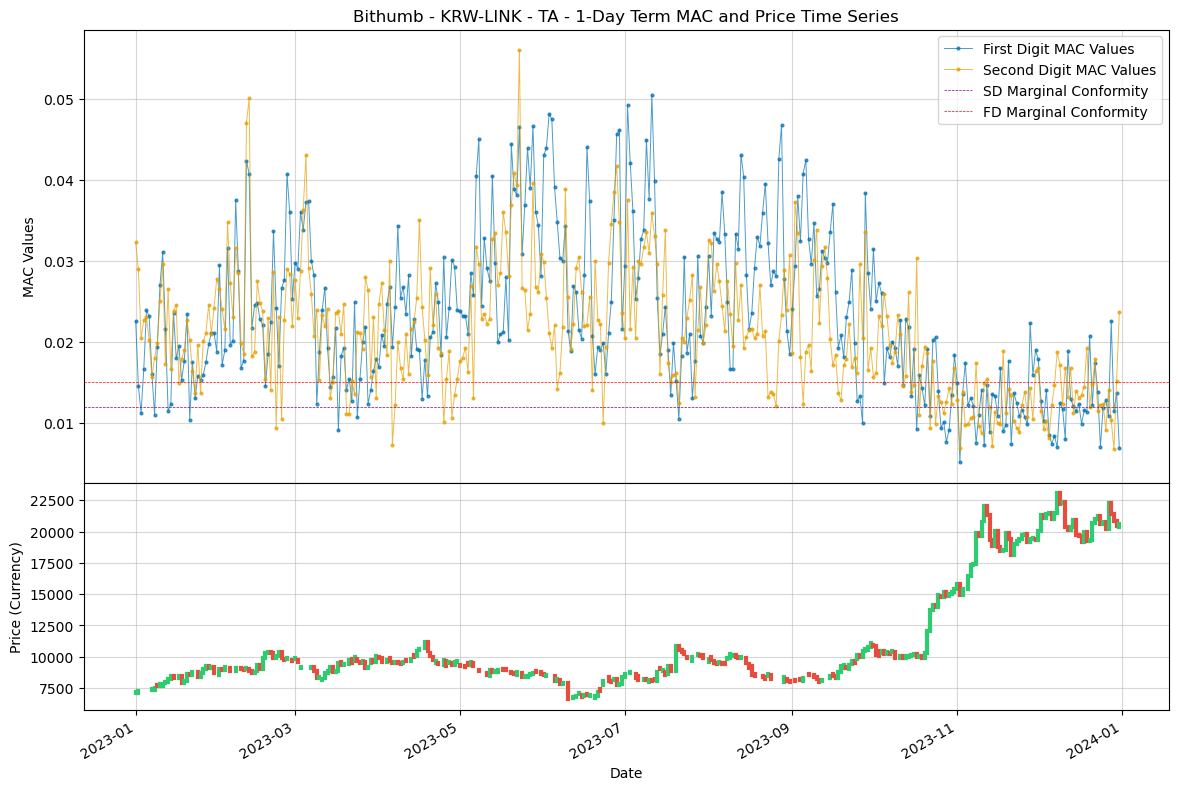 Bithumb - KRW-LINK - TA - 1-Day Term MAC and Price Time Series
First Digit MAC Values
Second Digit MAC Values
SD Marginal Conformity
FD Marginal Conformity
MAC Values
0.05
0.04
0.03
0.02
0.01
Price (Currency)
22500
20000
17500
15000
12500
10000
7500
2023-01
2023-03
2023-05
2023-07
2023-09
2023-11
2024-01
Date